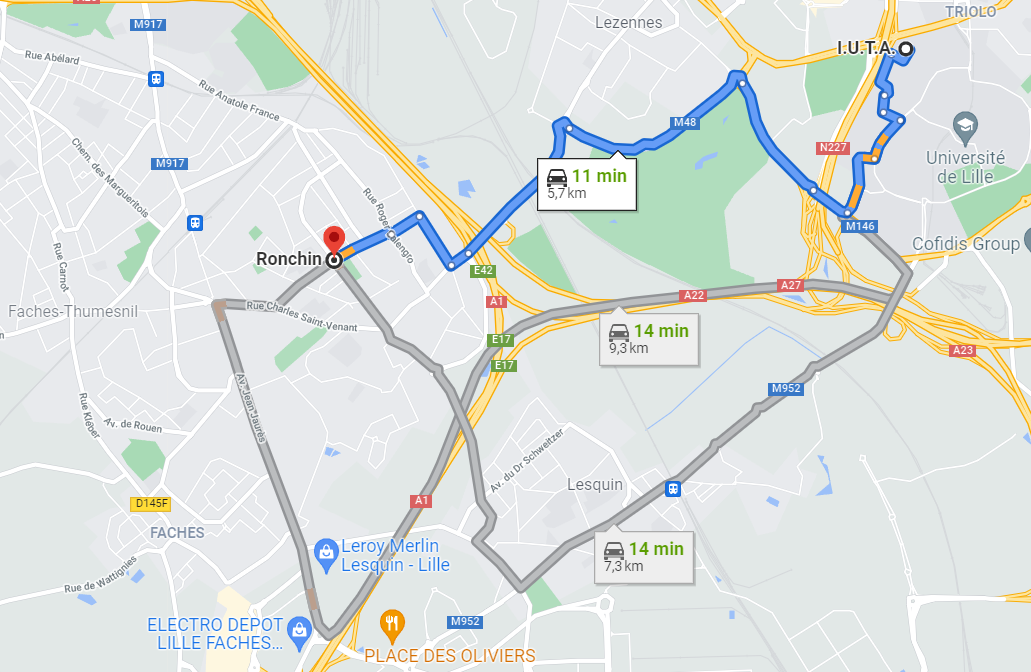 M917
Lezennes
TRIOLO
I.U.T.A.
Rue Abélard
Rue Anatole France
M48
N227
Université
de Lille
Chem. des Margueritois
M917
11 min
5,7 km
Rue Roger Salengro
M146
Cofidis Group
Ronchin
E42
Rue Carnot
A27
A22
A1
Faches-Thumesnil
Rue Charles Saint-Venant
14 min
9,3 km
E17
A23
E17
Av. Jean Jaurès
M952
Rue Kléber
Av. de Rouen
Av. du Dr Schweitzer
Lesquin
D145F
A1
FACHES
Leroy Merlin
Lesquin - Lille
14 min
7,3 km
Rue de Wattignies
ELECTRO DEPOT
LILLE FACHES...
M952
PLACE DES OLIVIERS